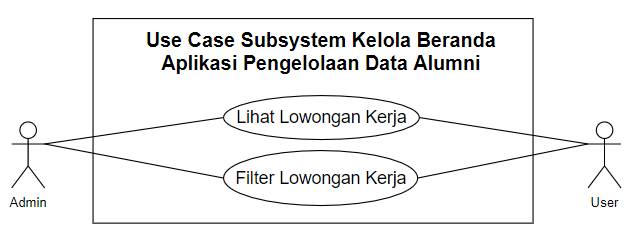 Use Case Subsystem Kelola Beranda
Aplikasi Pengelolaan Data Alumni
Lihat Lowongan Kerja
Filter Lowongan Kerja
Admin
User